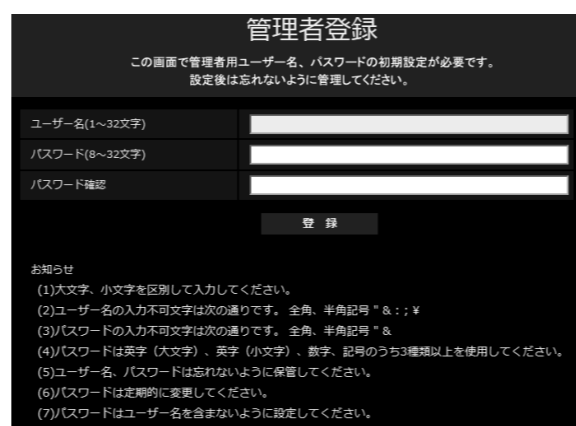 管理者登録
この画面で管理者用ユーザー名、パスワードの初期設定が必要です。
設定後は忘れないように管理してください。
ユーザー名(1～32文字)
パスワード(8～32文字)
パスワード確認
登 録
お知らせ
(1)大文字、小文字を区別して入力してください。
(2)ユーザー名の入力不可文字は次の通りです。 全角、半角記号 " & : ; ¥
(3)パスワードの入力不可文字は次の通りです。 全角、半角記号 " &
(4)パスワードは英字（大文字）、英字（小文字）、数字、記号のうち3種類以上を使用してください。
(5)ユーザー名、パスワードは忘れないように保管してください。
(6)パスワードは定期的に変更してください。
(7)パスワードはユーザー名を含まないように設定してください。